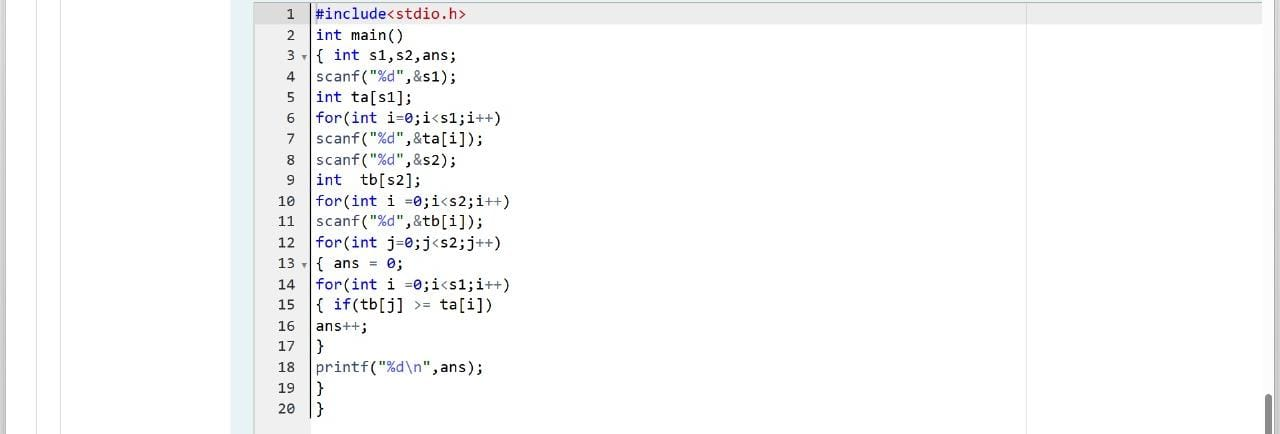 1 #include<stdio.h>
2 int main()
3 { int s1,s2,ans;
4 scanf("%d",&s1);
5 int ta[s1];
6 for(int i=0;i<s1;i++)
7 scanf("%d",&ta[i]);
8 scanf("%d",&s2);
9 int  tb[s2];
10 for(int i =0;i<s2;i++)
11 scanf("%d",&tb[i]);
12 for(int j=0;j<s2;j++)
13 { ans = 0;
14 for(int i =0;i<s1;i++)
15 { if(tb[j] >= ta[i])
16 ans++;
17 }
18 printf("%d\n",ans);
19 }
20 }